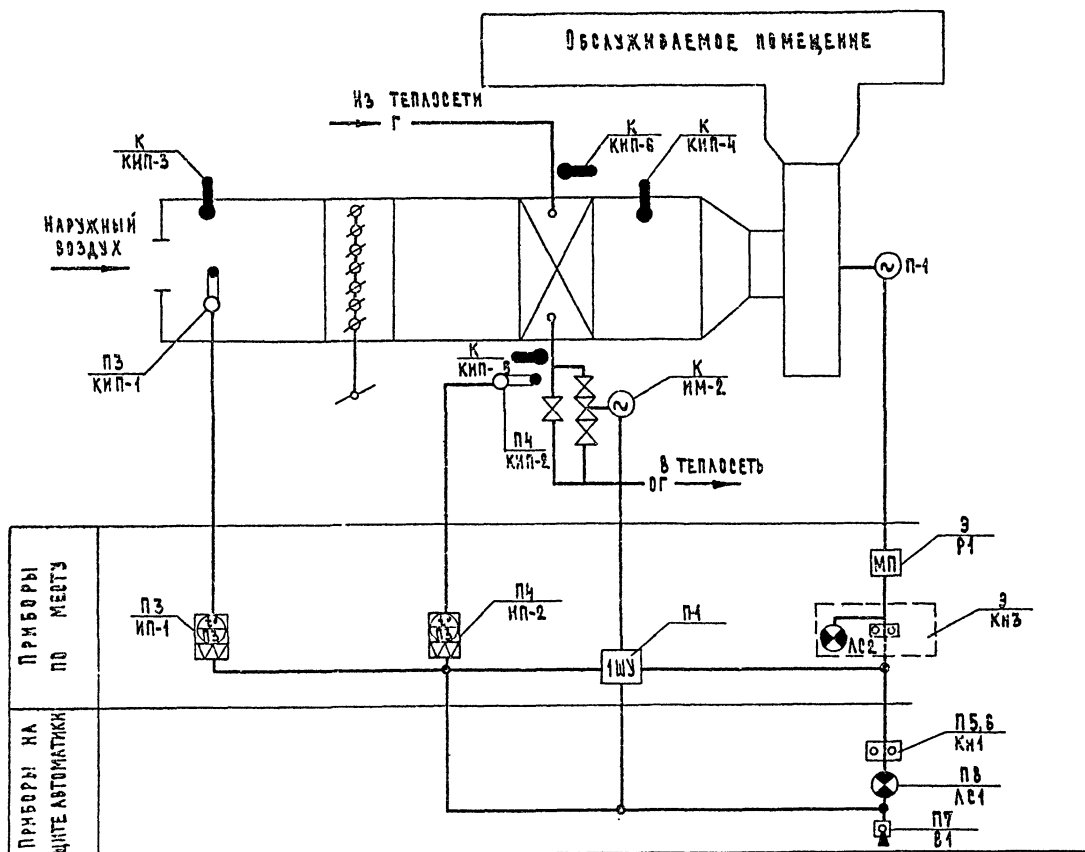 ОБСЛУЖИВАЕМОЕ ПОМЕЩЕНИЕ
ИЗ ТЕПЛОСЕТИ
Г
К
КИП-3
К
КИП-6
К
КИП-4
НАРУЖНЫЙ
ВОЗДУХ
П-1
П3
КИП-1
К
КИП-5
К
ИМ-2
П4
КИП-2
В ТЕПЛОСЕТЬ
ОГ
ПРИБОРЫ
ПО МЕСТУ
Э
Р1
МП
П3
ИП-1
П3
П4
ИП-2
П3
П-1
1ШУ
Э
КН3
ЛС2
ПРИБОРЫ НА
ЩИТЕ АВТОМАТИКИ
П5,6
КН1
П8
ЛС1
П7
В1